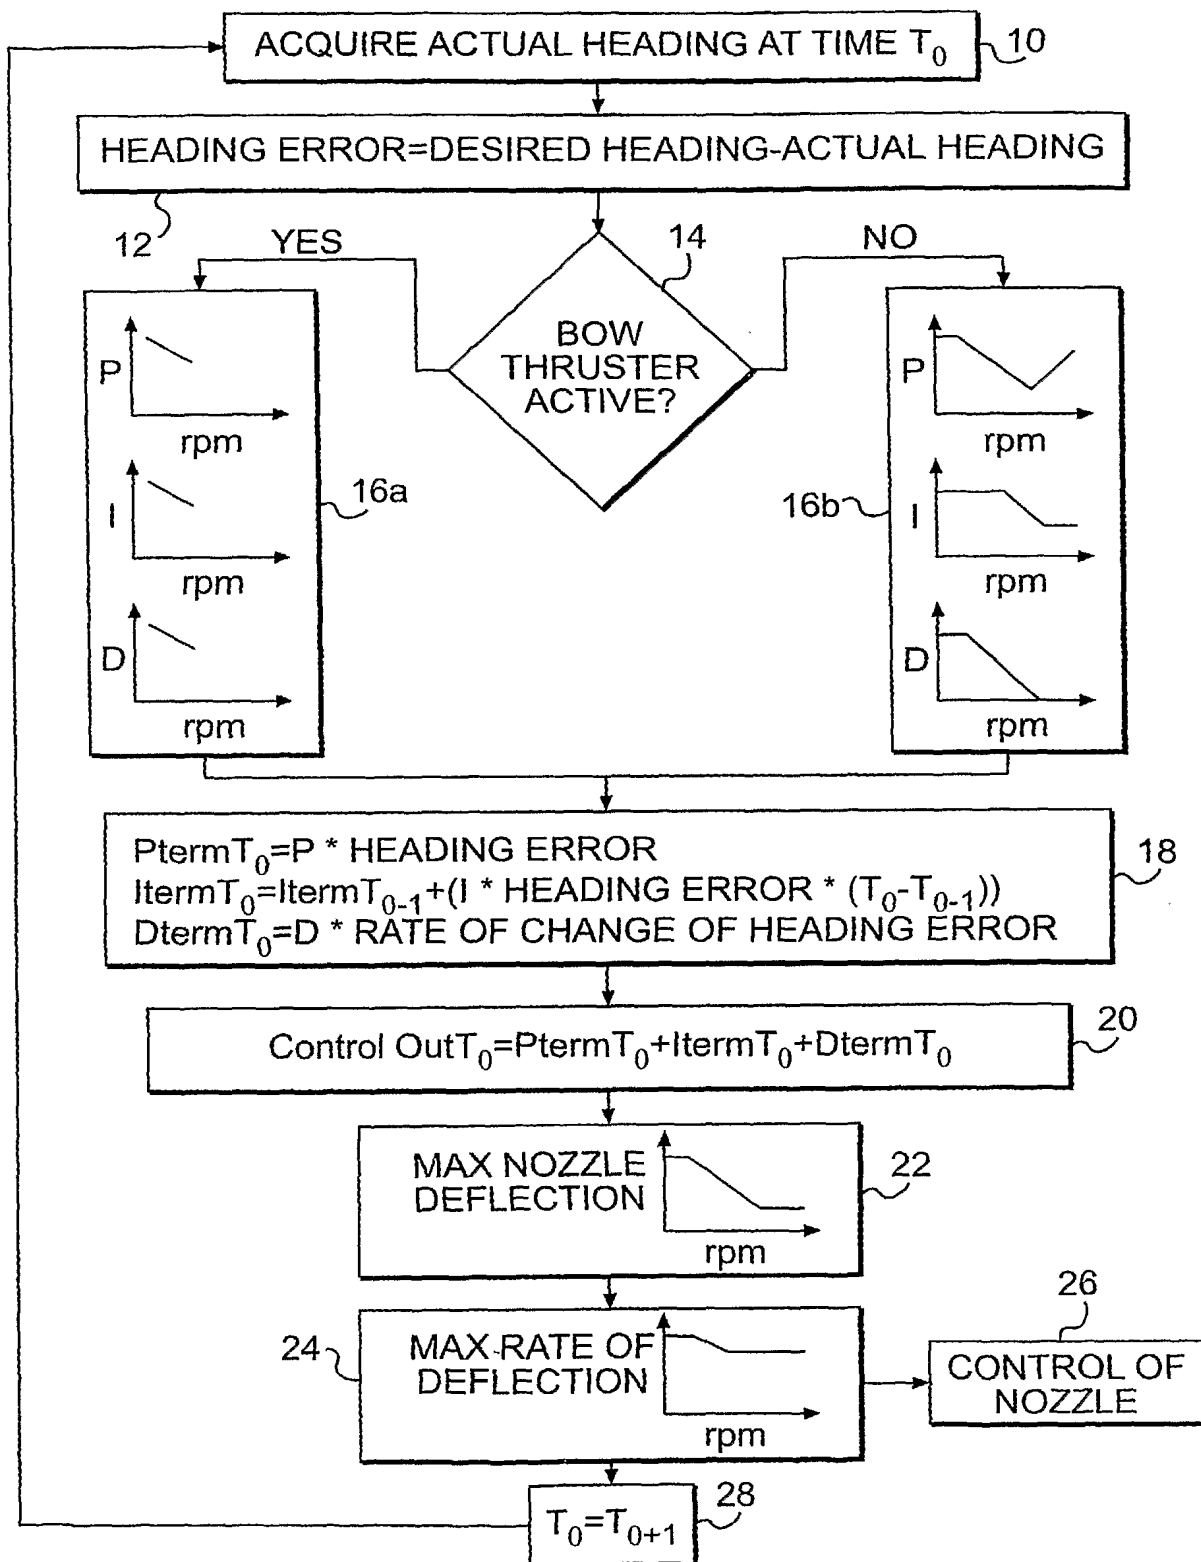 ACQUIRE ACTUAL HEADING AT TIME T0
10
HEADING ERROR=DESIRED HEADING-ACTUAL HEADING
12
YES
14
NO
BOW
THRUSTER
ACTIVE?
P
rpm
I
rpm
D
rpm
16a
P
rpm
I
rpm
D
rpm
16b
PtermT0=P * HEADING ERROR
ItermT0=ItermT0-1+(I * HEADING ERROR * (T0-T0-1))
DtermT0=D * RATE OF CHANGE OF HEADING ERROR
18
Control OutT0=PtermT0+ItermT0+DtermT0
20
MAX NOZZLE
DEFLECTION
rpm
22
24
MAX RATE OF
DEFLECTION
rpm
26
CONTROL OF
NOZZLE
28
T0=T0+1